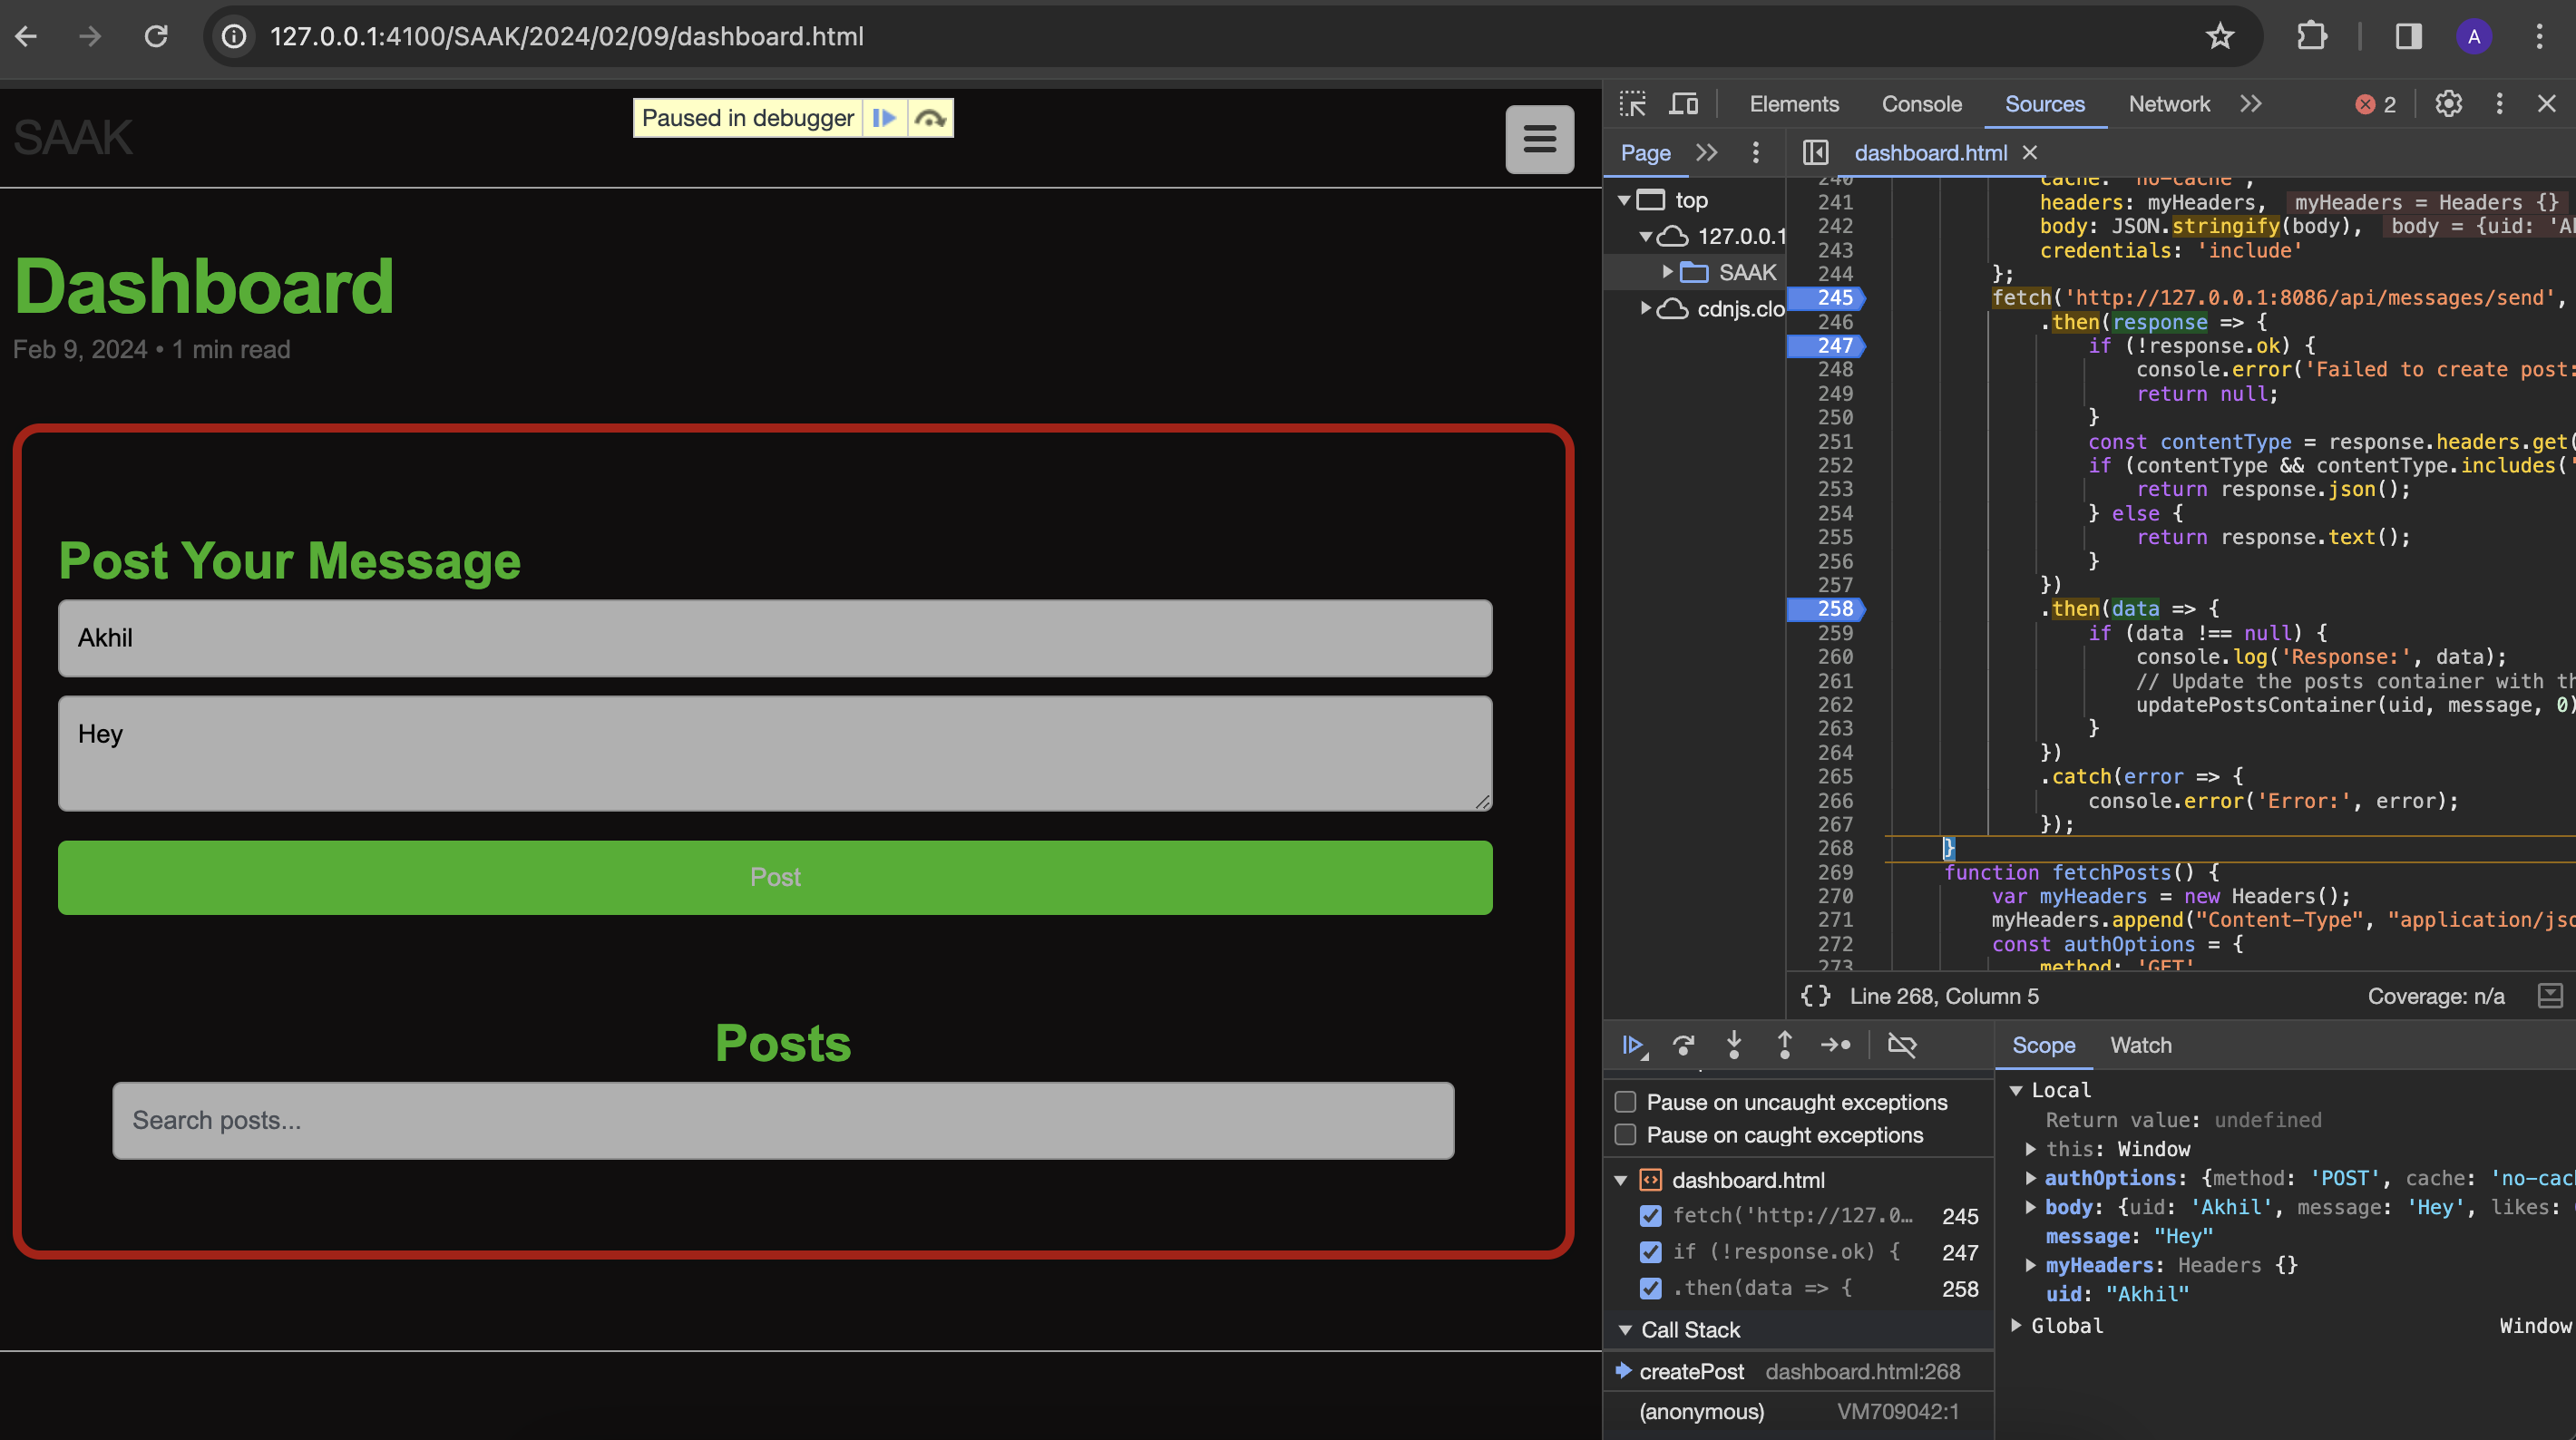 127.0.0.1:4100/SAAK/2024/02/09/dashboard.html
A
SAAK
Paused in debugger
Dashboard
Feb 9, 2024 • 1 min read
Post Your Message
Akhil
Hey
Post
Posts
Search posts...
Elements Console Sources Network 2
Page
dashboard.html
top
127.0.0.1
SAAK
cdnjs.clo
240 cache: 'no-cache',
241 headers: myHeaders, myHeaders = Headers {}
242 body: JSON.stringify(body), body = {uid: 'A
243 credentials: 'include'
244 };
245 fetch('http://127.0.0.1:8086/api/messages/send',
246 .then(response => {
247 if (!response.ok) {
248 console.error('Failed to create post:
249 return null;
250 }
251 const contentType = response.headers.get(
252 if (contentType && contentType.includes('
253 return response.json();
254 } else {
255 return response.text();
256 }
257 })
258 .then(data => {
259 if (data !== null) {
260 console.log('Response:', data);
261 // Update the posts container with th
262 updatePostsContainer(uid, message, 0)
263 }
264 })
265 .catch(error => {
266 console.error('Error:', error);
267 });
268 }
269 function fetchPosts() {
270 var myHeaders = new Headers();
271 myHeaders.append("Content-Type", "application/jso
272 const authOptions = {
273 method: 'GET'
{} Line 268, Column 5 Coverage: n/a
Pause on uncaught exceptions
Pause on caught exceptions
dashboard.html
fetch('http://127.0… 245
if (!response.ok) { 247
.then(data => { 258
Call Stack
createPost dashboard.html:268
(anonymous) VM709042:1
Scope Watch
Local
Return value: undefined
this: Window
authOptions: {method: 'POST', cache: 'no-cac
body: {uid: 'Akhil', message: 'Hey', likes:
message: "Hey"
myHeaders: Headers {}
uid: "Akhil"
Global Window